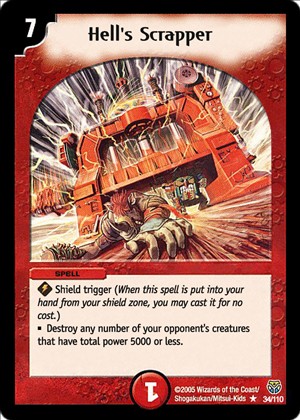 7
Hell's Scrapper
SPELL
Shield trigger (When this spell is put into your
hand from your shield zone, you may cast it for no
cost.)
▪ Destroy any number of your opponent's creatures
that have total power 5000 or less.
1
©2005 Wizards of the Coast/
Shogakukan/Mitsui-Kids ★ 34/110